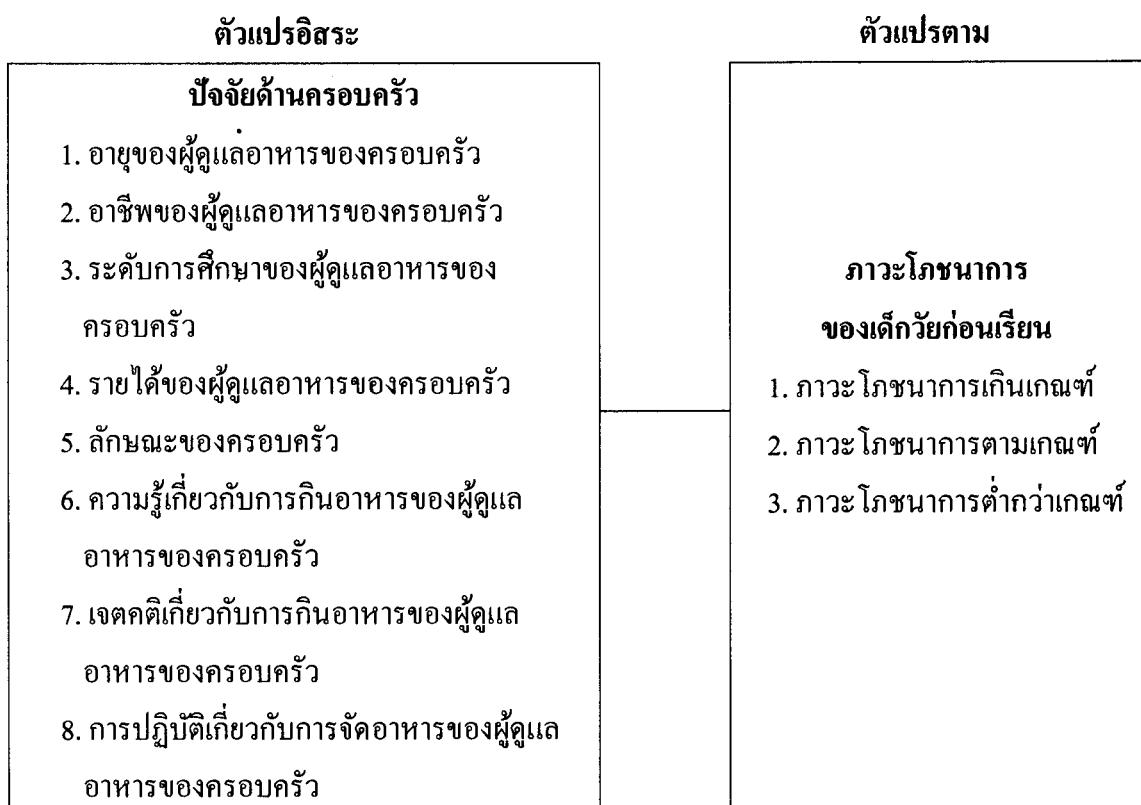 ตัวแปรอิสระ
ปัจจัยด้านครอบครัว
1. อายุของผู้ดูแลอาหารของครอบครัว
2. อาชีพของผู้ดูแลอาหารของครอบครัว
3. ระดับการศึกษาของผู้ดูแลอาหารของ
ครอบครัว
4. รายได้ของผู้ดูแลอาหารของครอบครัว
5. ลักษณะของครอบครัว
6. ความรู้เกี่ยวกับการกินอาหารของผู้ดูแล
อาหารของครอบครัว
7. เจตคติเกี่ยวกับการกินอาหารของผู้ดูแล
อาหารของครอบครัว
8. การปฏิบัติเกี่ยวกับการจัดอาหารของผู้ดูแล
อาหารของครอบครัว
ตัวแปรตาม
ภาวะโภชนาการ
ของเด็กวัยก่อนเรียน
1. ภาวะโภชนาการเกินเกณฑ์
2. ภาวะโภชนาการตามเกณฑ์
3. ภาวะโภชนาการต่ำกว่าเกณฑ์